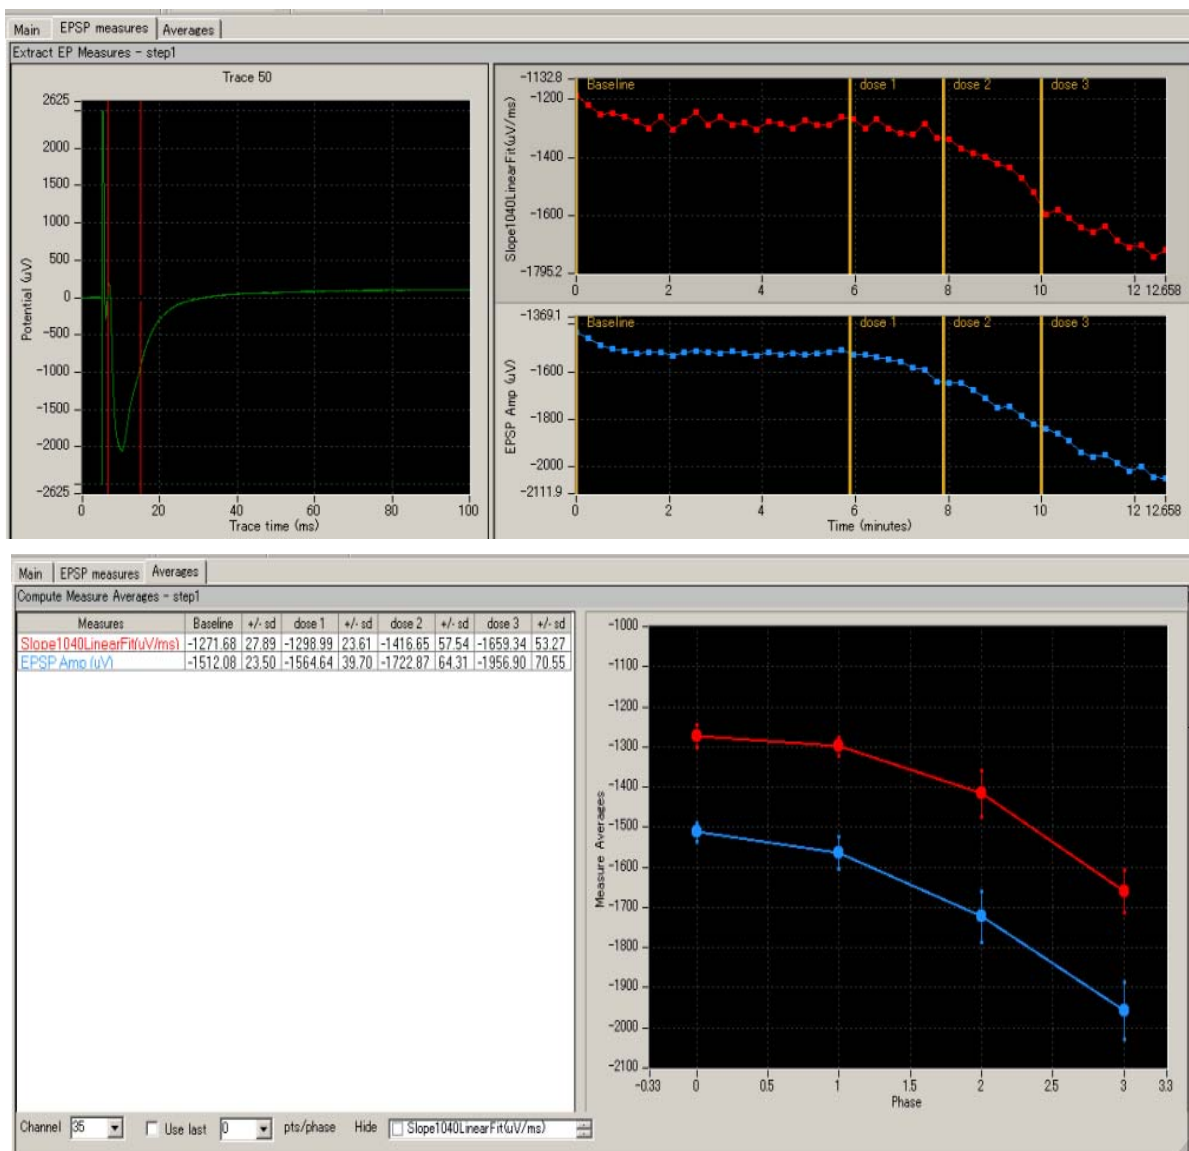 Main EPSP measures Averages
Extract EP Measures - step1
Trace 50
2625
2000
1500
1000
500
0
-500
-1000
-1500
-2000
-2625
Potential (uV)
0 20 40 60 80 100
Trace time (ms)
-1132.8
-1200
-1400
-1600
-1795.2
Slope1040LinearFit(uV/ms)
Baseline dose 1 dose 2 dose 3
0 2 4 6 8 10 12 12.658
-1369.1
-1600
-1800
-2000
-2111.9
EPSP Amp (uV)
Baseline dose 1 dose 2 dose 3
0 2 4 6 8 10 12 12.658
Time (minutes)
Main EPSP measures Averages
Compute Measure Averages - step1
Measures Baseline +/- sd dose 1 +/- sd dose 2 +/- sd dose 3 +/- sd
Slope1040LinearFit(uV/ms) -1271.68 27.89 -1298.99 23.61 -1416.65 57.54 -1659.34 53.27
EPSP Amp (uV) -1512.08 23.50 -1564.64 39.70 -1722.87 64.31 -1956.90 70.55
-1000
-1100
-1200
-1300
-1400
-1500
-1600
-1700
-1800
-1900
-2000
-2100
Measure Averages
-0.33 0 0.5 1 1.5 2 2.5 3 3.3
Phase
Channel 35 Use last 0 pts/phase Hide Slope1040LinearFit(uV/ms)